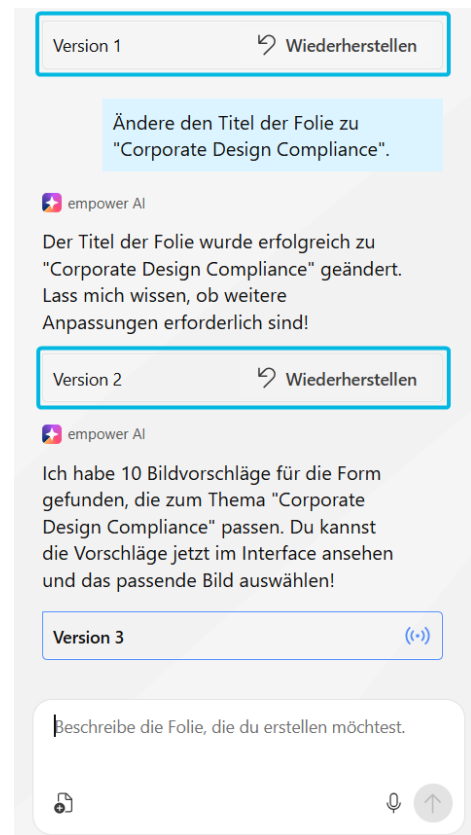 Version 1 Wiederherstellen
Ändere den Titel der Folie zu
"Corporate Design Compliance".
empower AI
Der Titel der Folie wurde erfolgreich zu
"Corporate Design Compliance" geändert.
Lass mich wissen, ob weitere
Anpassungen erforderlich sind!
Version 2 Wiederherstellen
empower AI
Ich habe 10 Bildvorschläge für die Form
gefunden, die zum Thema "Corporate
Design Compliance" passen. Du kannst
die Vorschläge jetzt im Interface ansehen
und das passende Bild auswählen!
Version 3
Beschreibe die Folie, die du erstellen möchtest.